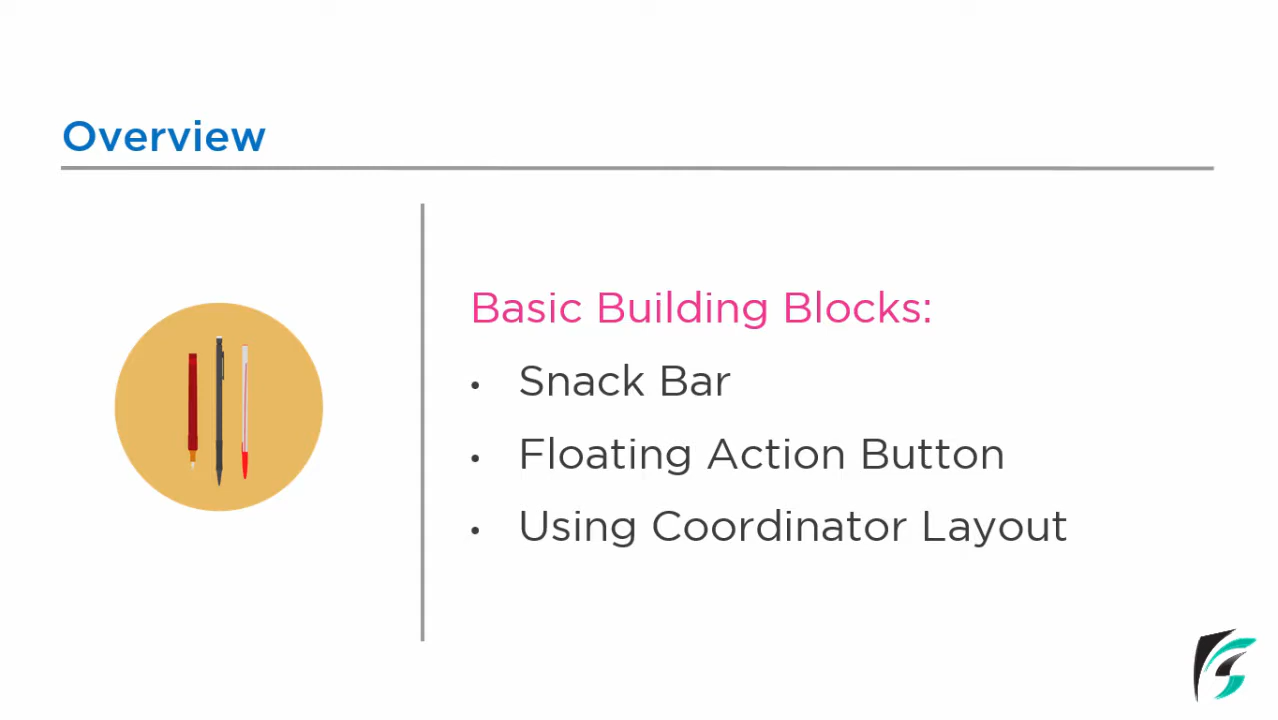 Overview
Basic Building Blocks:
• Snack Bar
• Floating Action Button
• Using Coordinator Layout